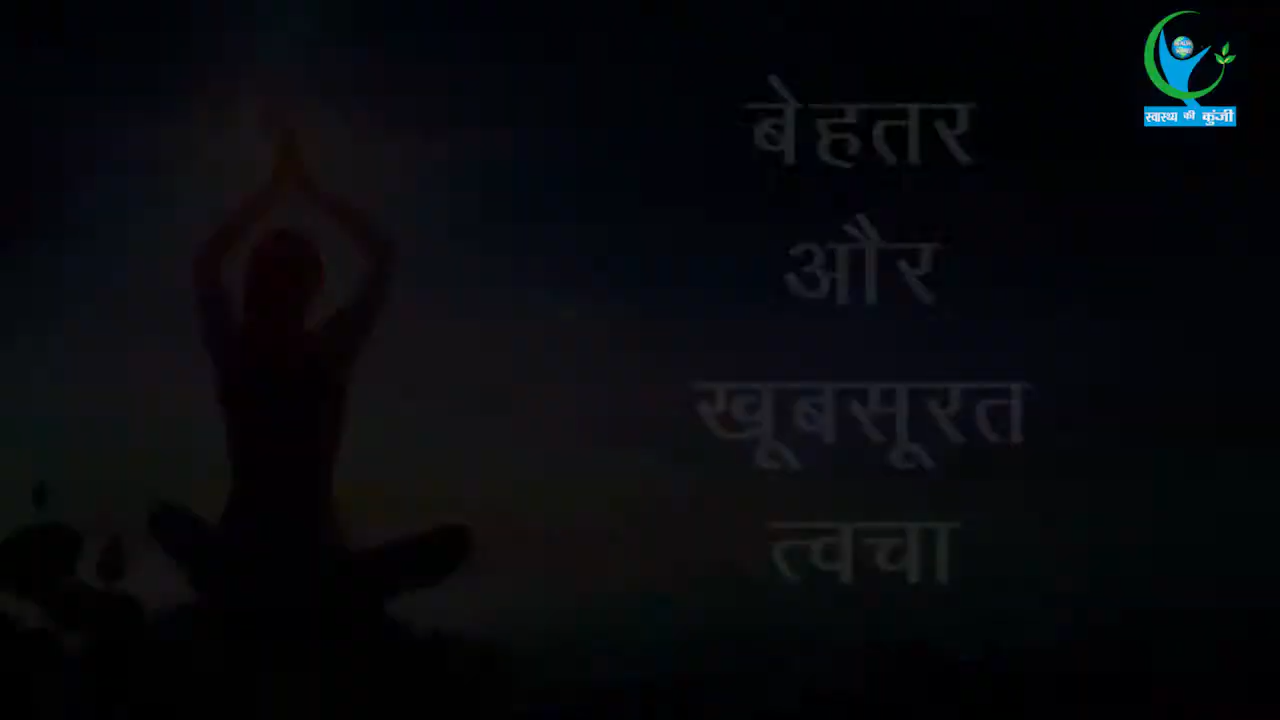 बेहतर
और
खूबसूरत
त्वचा
स्वास्थ्य की कुंजी